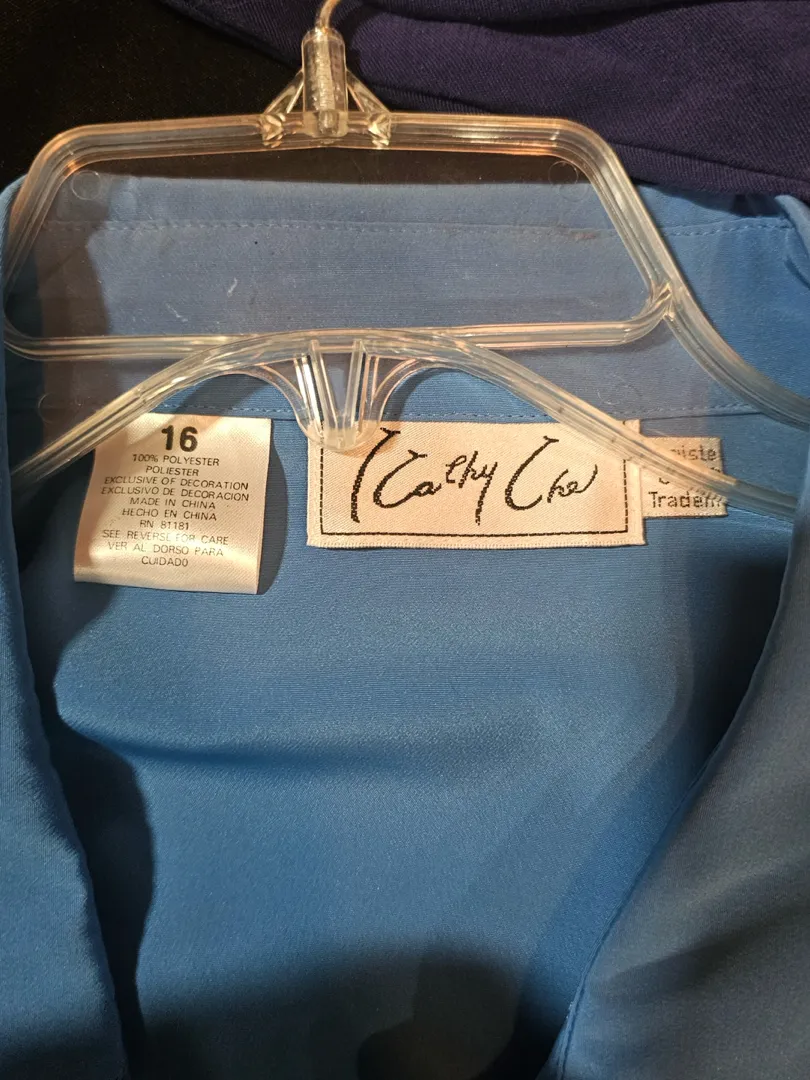 16
100% POLYESTER
POLIESTER
EXCLUSIVE OF DECORATION
EXCLUSIVO DE DECORACION
MADE IN CHINA
HECHO EN CHINA
RN 81181
SEE REVERSE FOR CARE
VER AL DORSO PARA
CUIDADO
Kathy Che